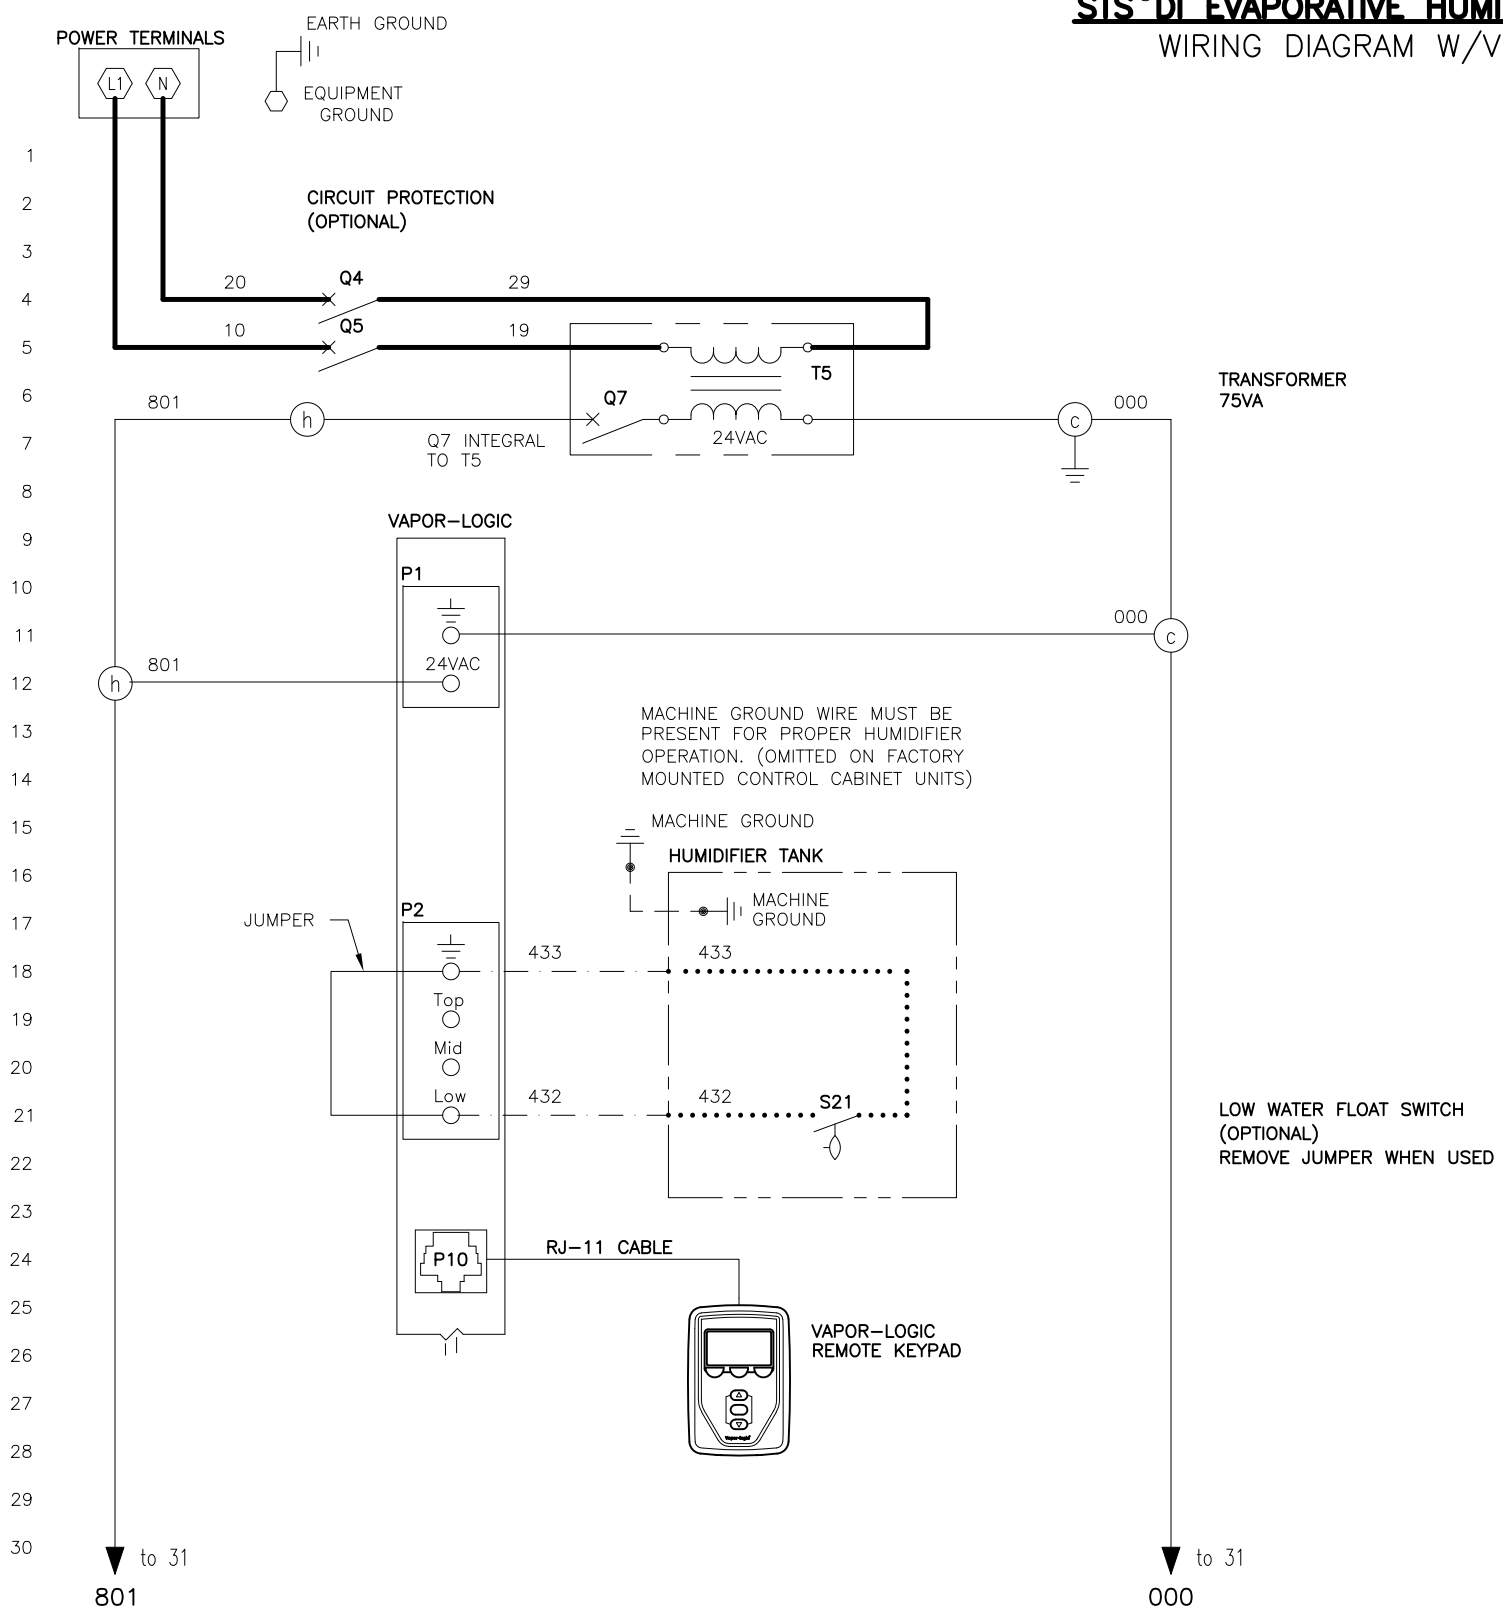 STS DI EVAPORATIVE HUMI
WIRING DIAGRAM W/V
POWER TERMINALS
EARTH GROUND
L1
N
EQUIPMENT
GROUND
1
2
CIRCUIT PROTECTION
(OPTIONAL)
3
4
20
Q4
29
5
10
Q5
19
T5
6
TRANSFORMER
75VA
801
h
Q7
c
000
7
Q7 INTEGRAL
TO T5
24VAC
8
9
VAPOR-LOGIC
10
P1
11
000
c
12
h
801
24VAC
13
MACHINE GROUND WIRE MUST BE
PRESENT FOR PROPER HUMIDIFIER
OPERATION. (OMITTED ON FACTORY
MOUNTED CONTROL CABINET UNITS)
14
15
MACHINE GROUND
16
HUMIDIFIER TANK
17
JUMPER
P2
MACHINE
GROUND
18
433
433
19
Top
20
Mid
21
Low
432
432
S21
LOW WATER FLOAT SWITCH
(OPTIONAL)
REMOVE JUMPER WHEN USED
22
23
24
P10
RJ-11 CABLE
25
26
VAPOR-LOGIC
REMOTE KEYPAD
27
28
Vapor-logic
29
30
to 31
to 31
801
000